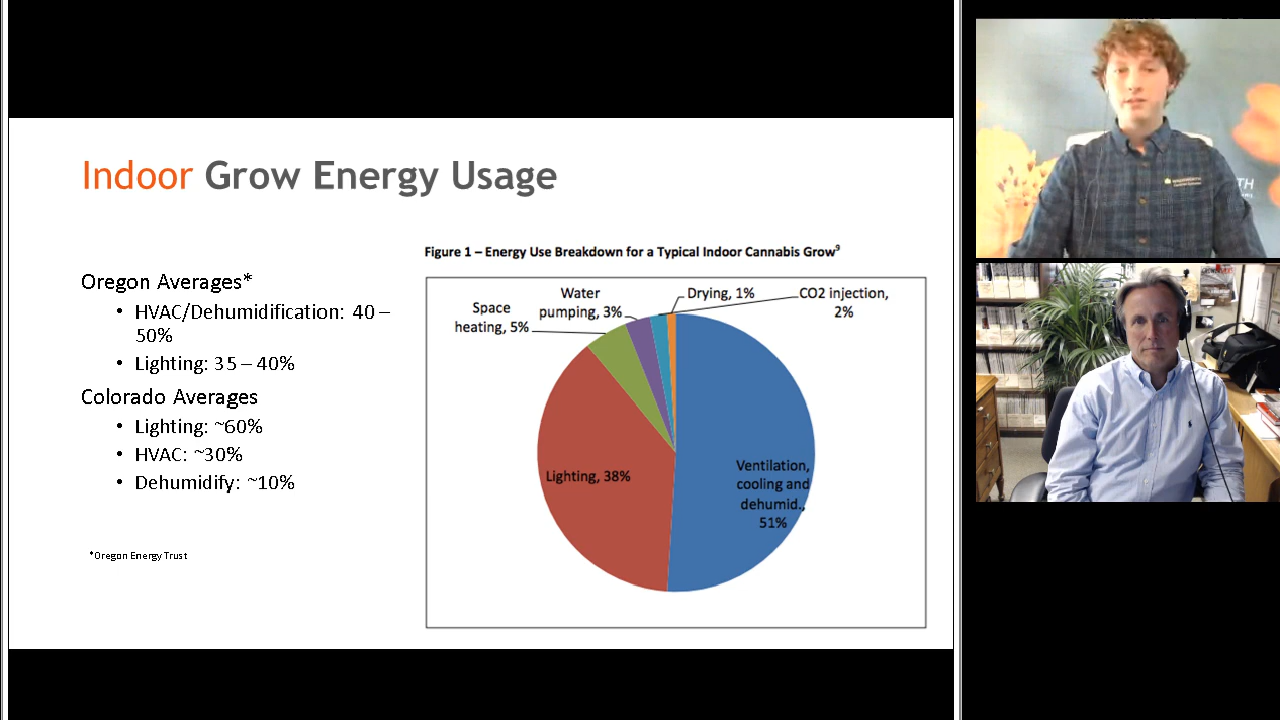 Indoor Grow Energy Usage
Oregon Averages*
• HVAC/Dehumidification: 40 –
50%
• Lighting: 35 – 40%
Colorado Averages
• Lighting: ~60%
• HVAC: ~30%
• Dehumidify: ~10%
*Oregon Energy Trust
Figure 1 – Energy Use Breakdown for a Typical Indoor Cannabis Grow⁹
Space
heating, 5%
Water
pumping, 3%
Drying, 1%
CO2 injection,
2%
Lighting, 38%
Ventilation,
cooling and
dehumid.,
51%
TH